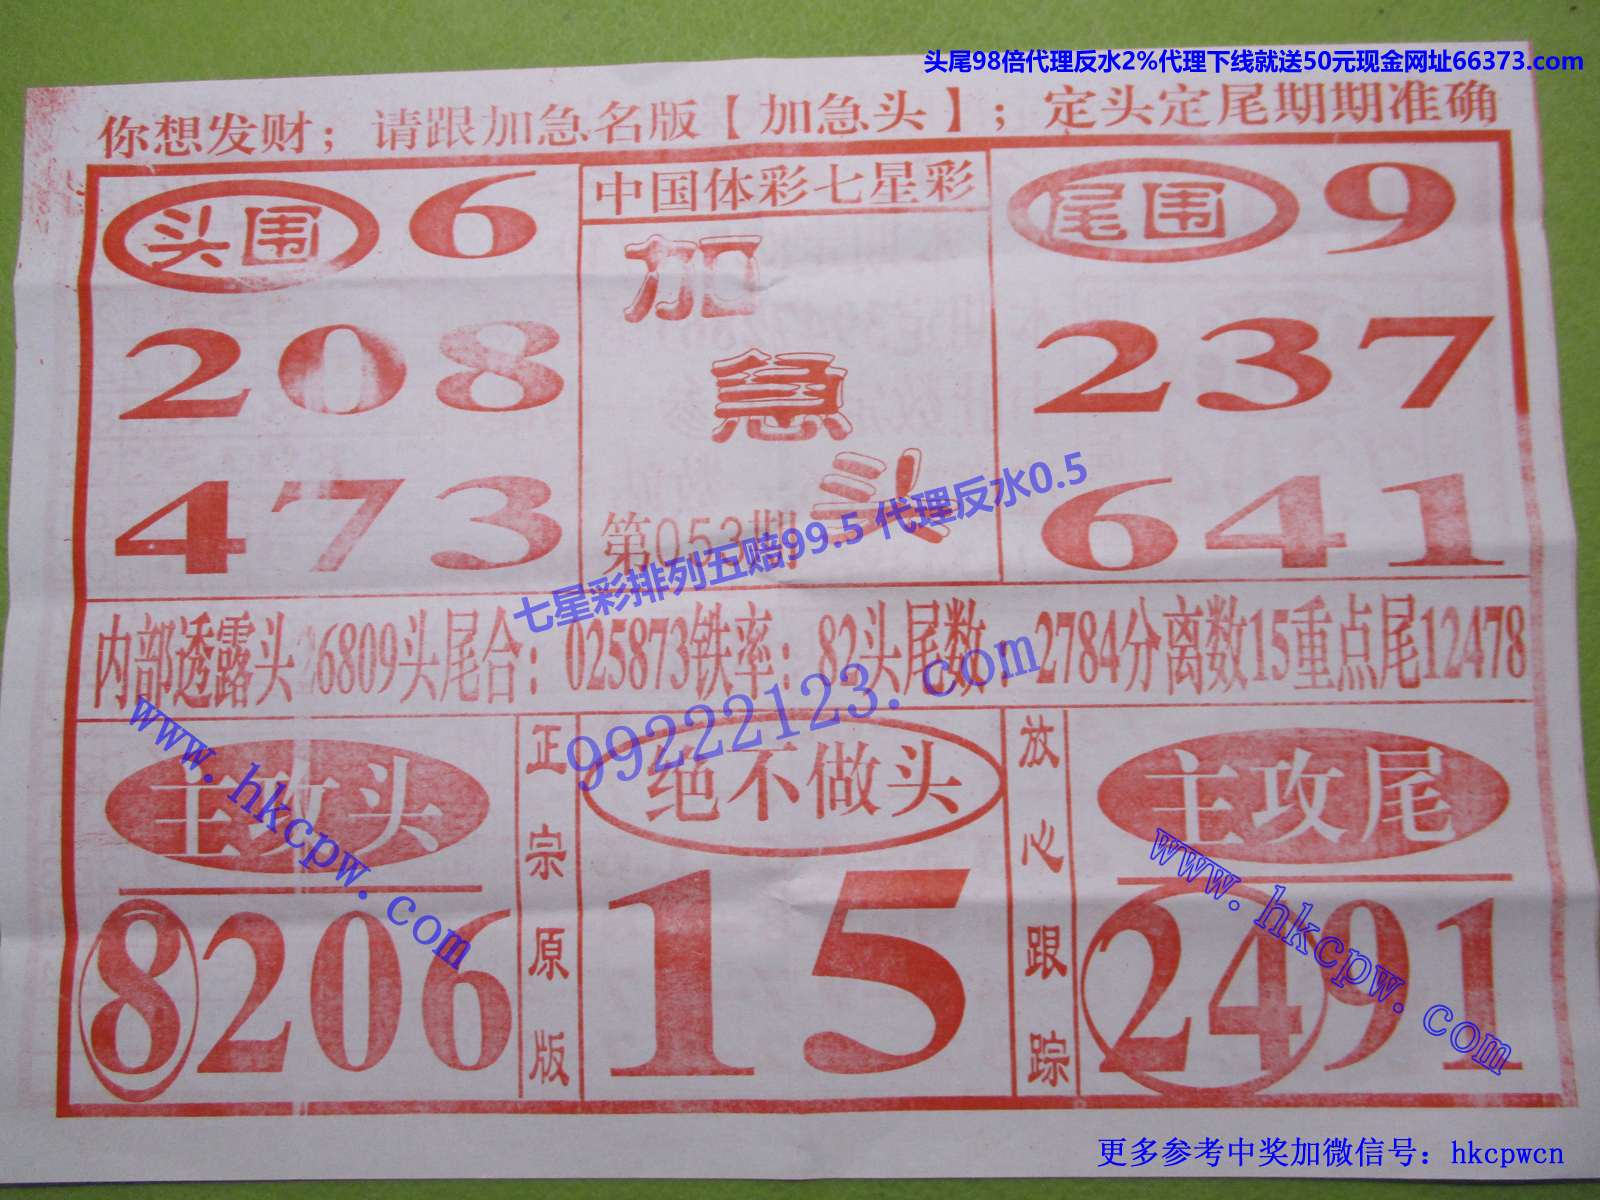 头尾98倍代理反水2%代理下线就送50元现金网址66373.com
你想发财；请跟加急名版【加急头】；定头定尾期期准确
头围 6
208
473
中国体彩七星彩
加
急
头
第053期
尾围 9
237
641
七星彩排列五赔99.5 代理反水0.5
内部透露头26809头尾合：025873铁率：82头尾数：2784分离数15重点尾12478
99222123.com
www.hkcpw.com
主攻头
8206
正宗原版
绝不做头
15
放心跟踪
主攻尾
2491
www.hkcpw.com
更多参考中奖加微信号：hkcpwcn